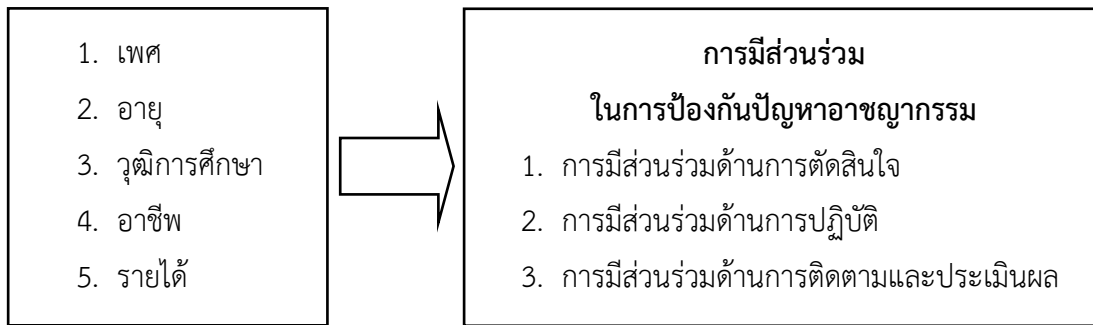 1. เพศ
2. อายุ
3. วุฒิการศึกษา
4. อาชีพ
5. รายได้
การมีส่วนร่วม
ในการป้องกันปัญหาอาชญากรรม
1. การมีส่วนร่วมด้านการตัดสินใจ
2. การมีส่วนร่วมด้านการปฏิบัติ
3. การมีส่วนร่วมด้านการติดตามและประเมินผล